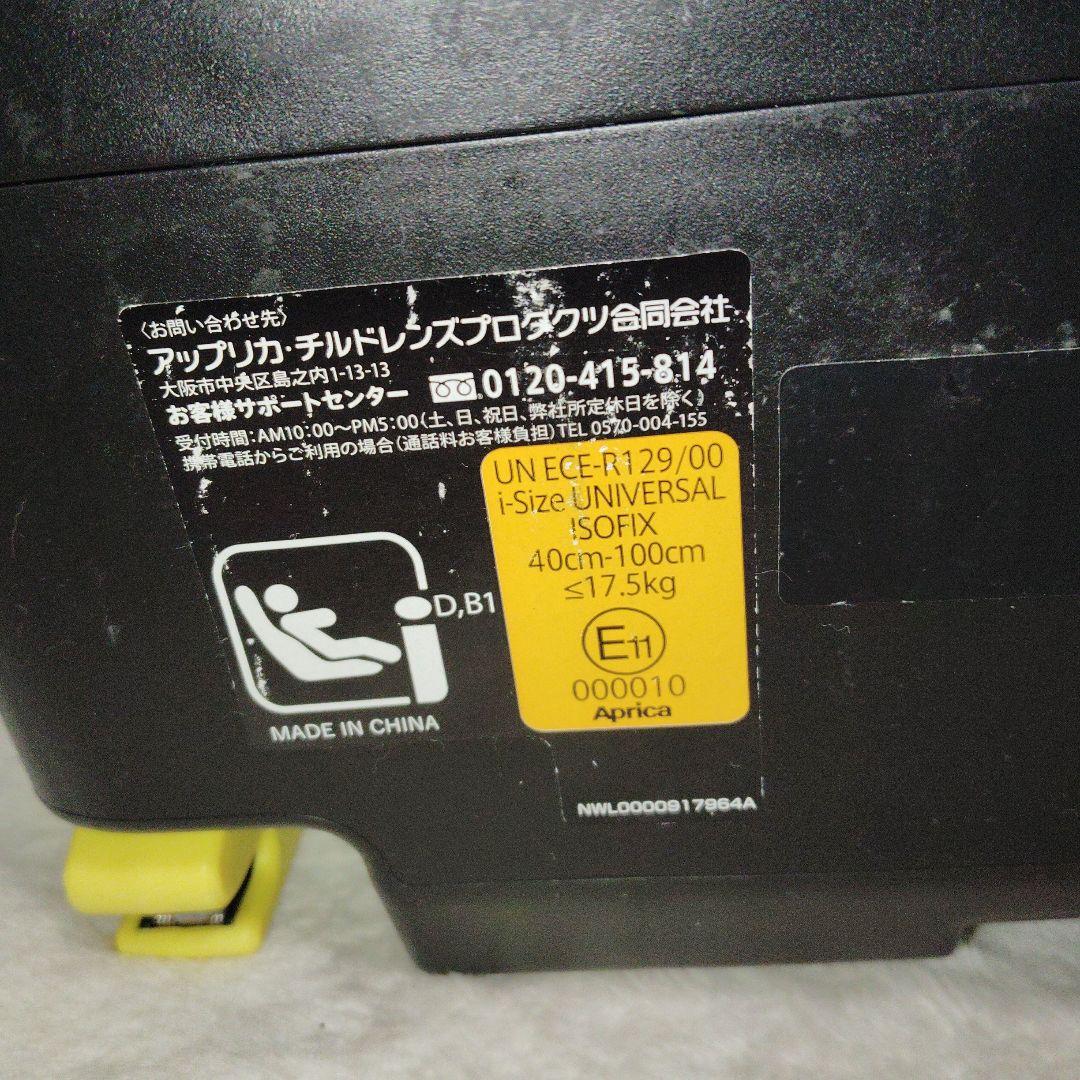 〈お問い合わせ先〉
アップリカ・チルドレンズプロダクツ合同会社
大阪市中央区島之内1-13-13
お客様サポートセンター 0120-415-814
受付時間:AM10:00〜PM5:00(土、日、祝日、弊社所定休日を除く)
携帯電話からご利用の場合(通話料お客様負担)TEL 0570-004-155
UN ECE-R129/00
i-Size UNIVERSAL
ISOFIX
40cm-100cm
≤17.5kg
E11
000010
Aprica
i
D,B1
MADE IN CHINA
NWL0000917964A